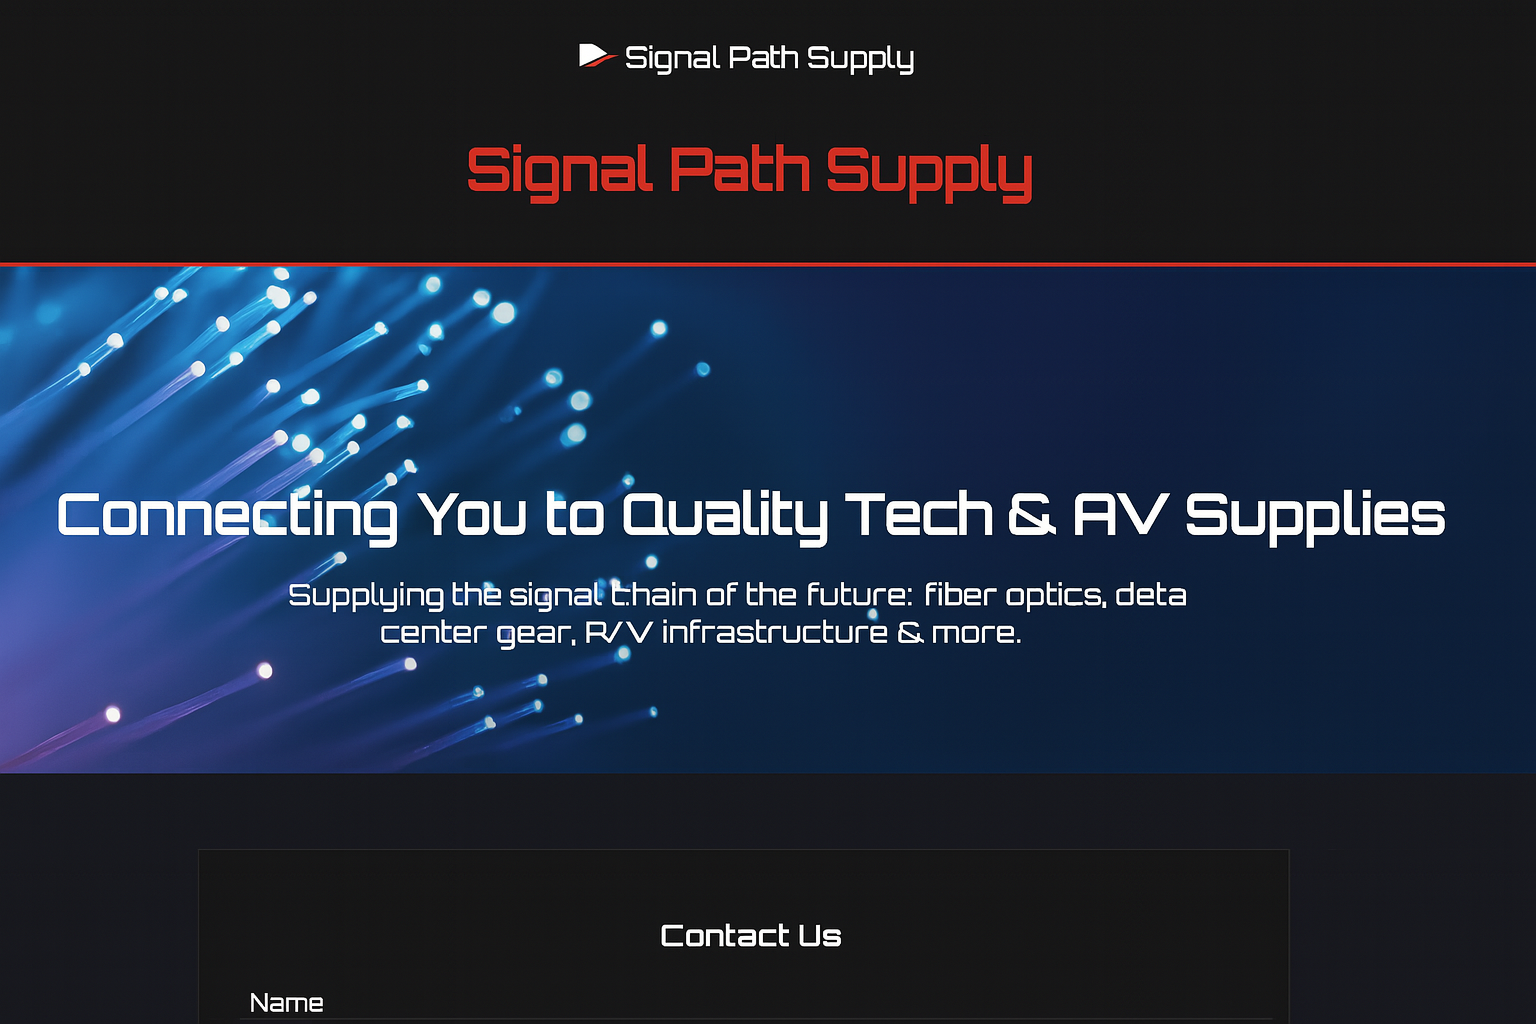 Signal Path Supply
Signal Path Supply
Connecting You to Quality Tech & AV Supplies
Supplying the signal t:hain of the future: fiber optics, deta
center gear, R/V infrastructure & more.
Contact Us
Name